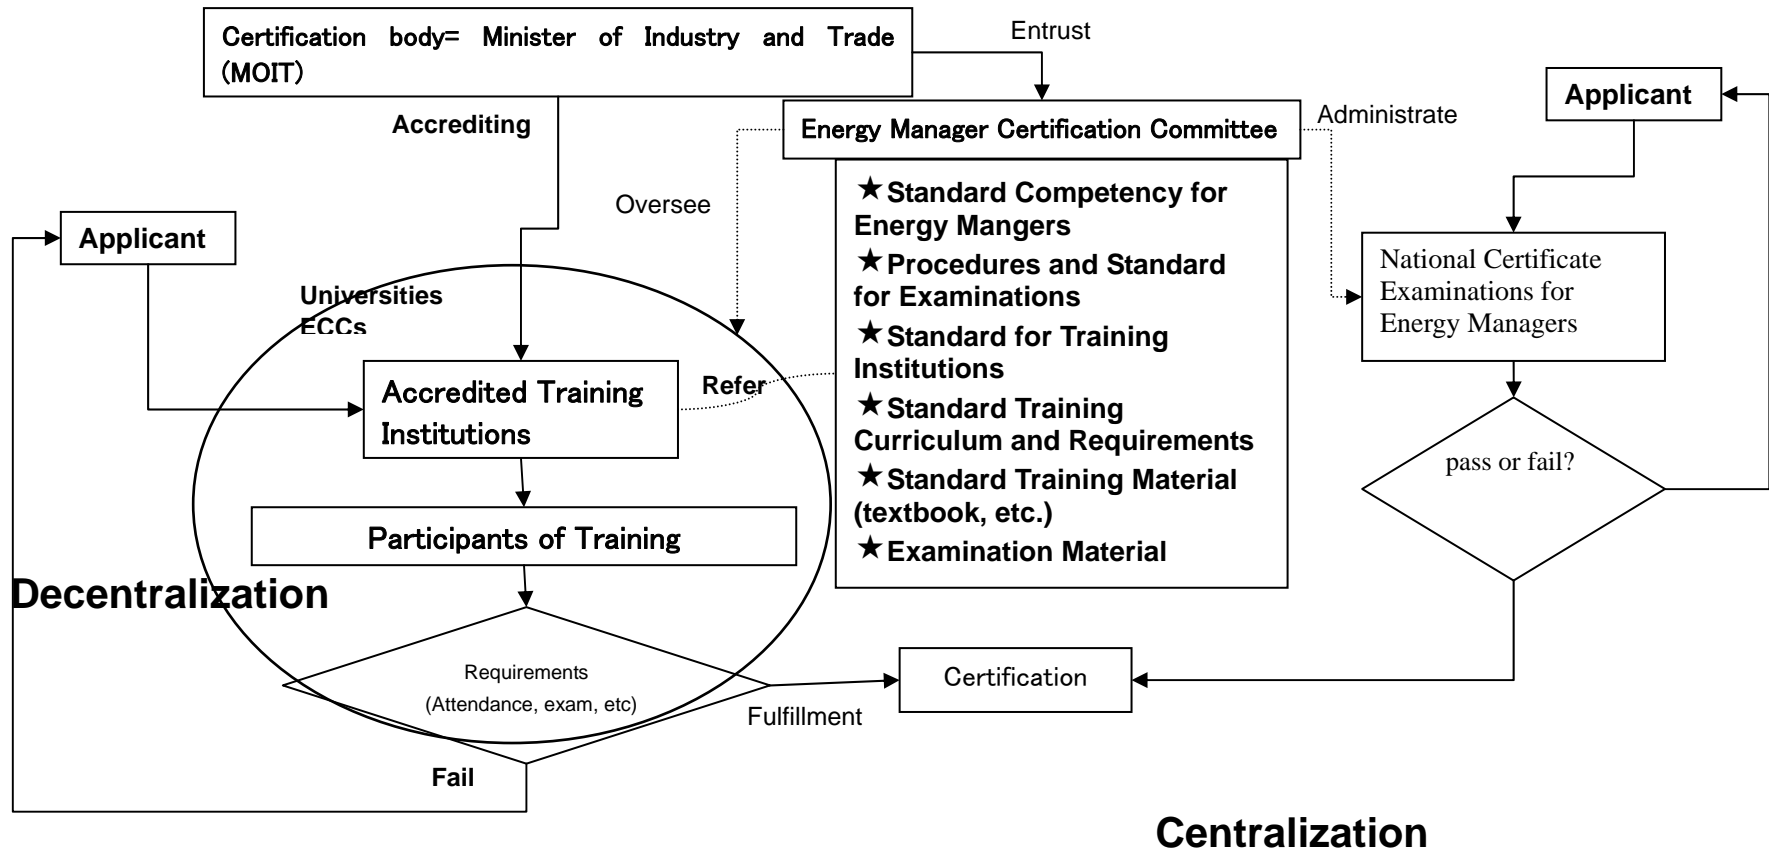 Certification body= Minister of Industry and Trade
(MOIT)
Entrust
Accrediting
Energy Manager Certification Committee
Administrate
Applicant
Oversee
★Standard Competency for
Energy Mangers
★Procedures and Standard
for Examinations
★Standard for Training
Institutions
★Standard Training
Curriculum and Requirements
★Standard Training Material
(textbook, etc.)
★Examination Material
Applicant
Universities
ECCs
Accredited Training
Institutions
Refer
Participants of Training
Decentralization
Requirements
(Attendance, exam, etc)
Fulfillment
Fail
Certification
National Certificate
Examinations for
Energy Managers
pass or fail?
Centralization